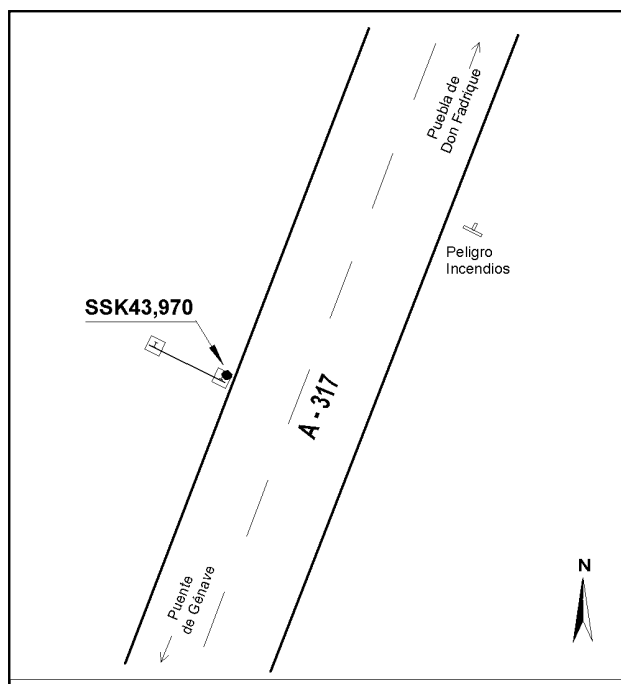 Puebla de
Don Fadrique
Peligro
Incendios
SSK43,970
A - 317
Puente
de Génave
N